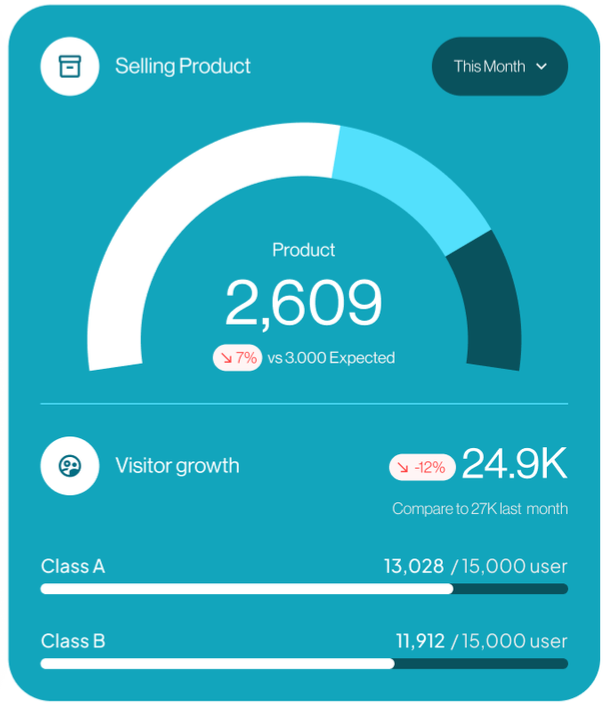 Selling Product
This Month
Product
2,609
7% vs 3.000 Expected
Visitor growth
-12% 24.9K
Compare to 27K last month
Class A 13,028 / 15,000 user
Class B 11,912 / 15,000 user